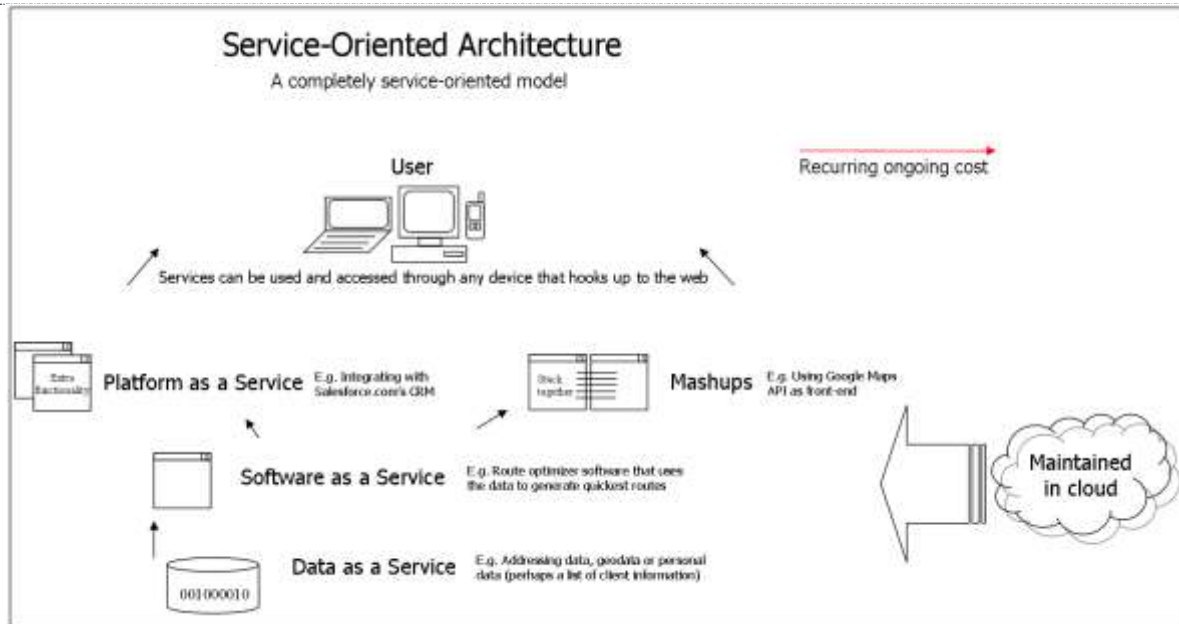 Service-Oriented Architecture
A completely service-oriented model
User
Recurring ongoing cost
Services can be used and accessed through any device that hooks up to the web
Extra
functionality
Platform as a Service
E.g. Integrating with
Salesforce.com's CRM
Stuck
together
Mashups
E.g. Using Google Maps
API as front-end
Software as a Service
E.g. Route optimizer software that uses
the data to generate quickest routes
Maintained
in cloud
Data as a Service
E.g. Addressing data, geodata or personal
data (perhaps a list of client information)
001000010